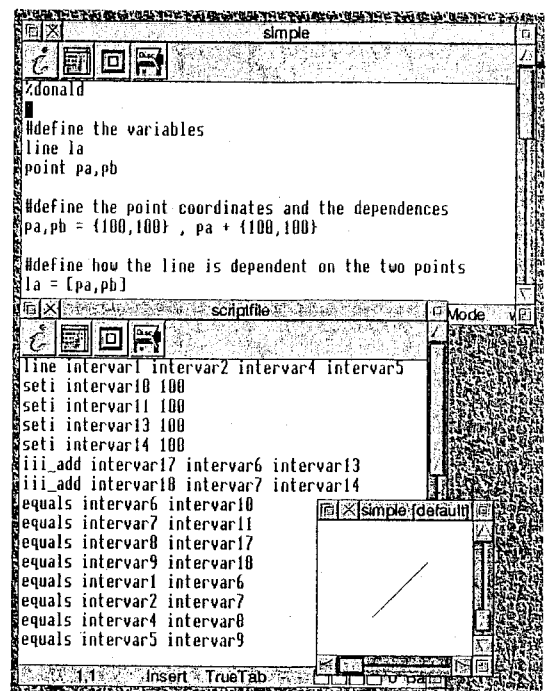 simple
%donald
#define the variables
line la
point pa,pb
#define the point coordinates and the dependences
pa,pb = {100,100} , pa + {100,100}
#define how the line is dependent on the two points
la = [pa,pb]
scriptfile
Mode
line intervar1 intervar2 intervar4 intervar5
seti intervar10 100
seti intervar11 100
seti intervar13 100
seti intervar14 100
iii_add intervar17 intervar6 intervar13
iii_add intervar18 intervar7 intervar14
equals intervar6 intervar10
equals intervar7 intervar11
equals intervar8 intervar17
equals intervar9 intervar18
equals intervar1 intervar6
equals intervar2 intervar7
equals intervar4 intervar8
equals intervar5 intervar9
simple [default]
1,1 Insert TrueTab